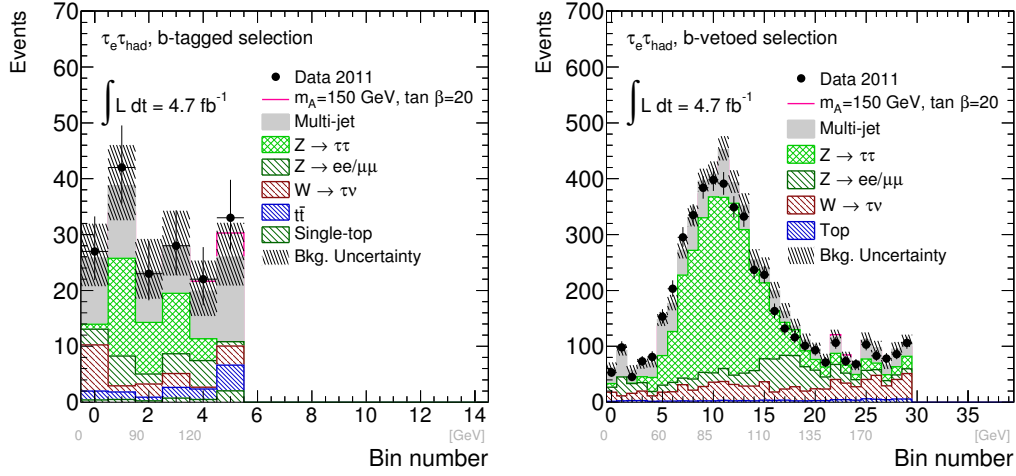 Events
70
60
50
40
30
20
10
0
τeτhad, b-tagged selection
∫ L dt = 4.7 fb-1
Data 2011
mA=150 GeV, tan β=20
Multi-jet
Z → ττ
Z → ee/μμ
W → τν
tt̄
Single-top
Bkg. Uncertainty
0 2 4 6 8 10 12 14
0 90 120 [GeV]
Bin number
Events
700
600
500
400
300
200
100
0
τeτhad, b-vetoed selection
∫ L dt = 4.7 fb-1
Data 2011
mA=150 GeV, tan β=20
Multi-jet
Z → ττ
Z → ee/μμ
W → τν
Top
Bkg. Uncertainty
0 5 10 15 20 25 30 35
0 60 85 110 135 170 [GeV]
Bin number